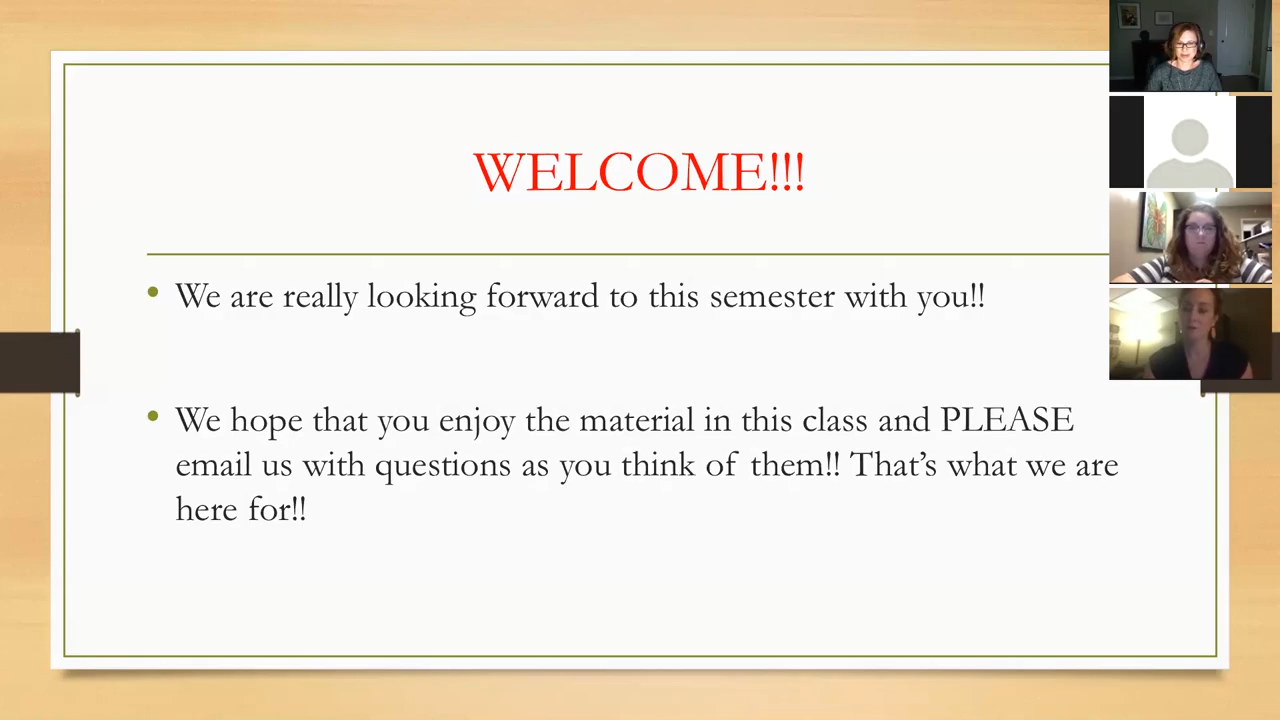 WELCOME!!!
• We are really looking forward to this semester with you!!
• We hope that you enjoy the material in this class and PLEASE
email us with questions as you think of them!! That’s what we are
here for!!